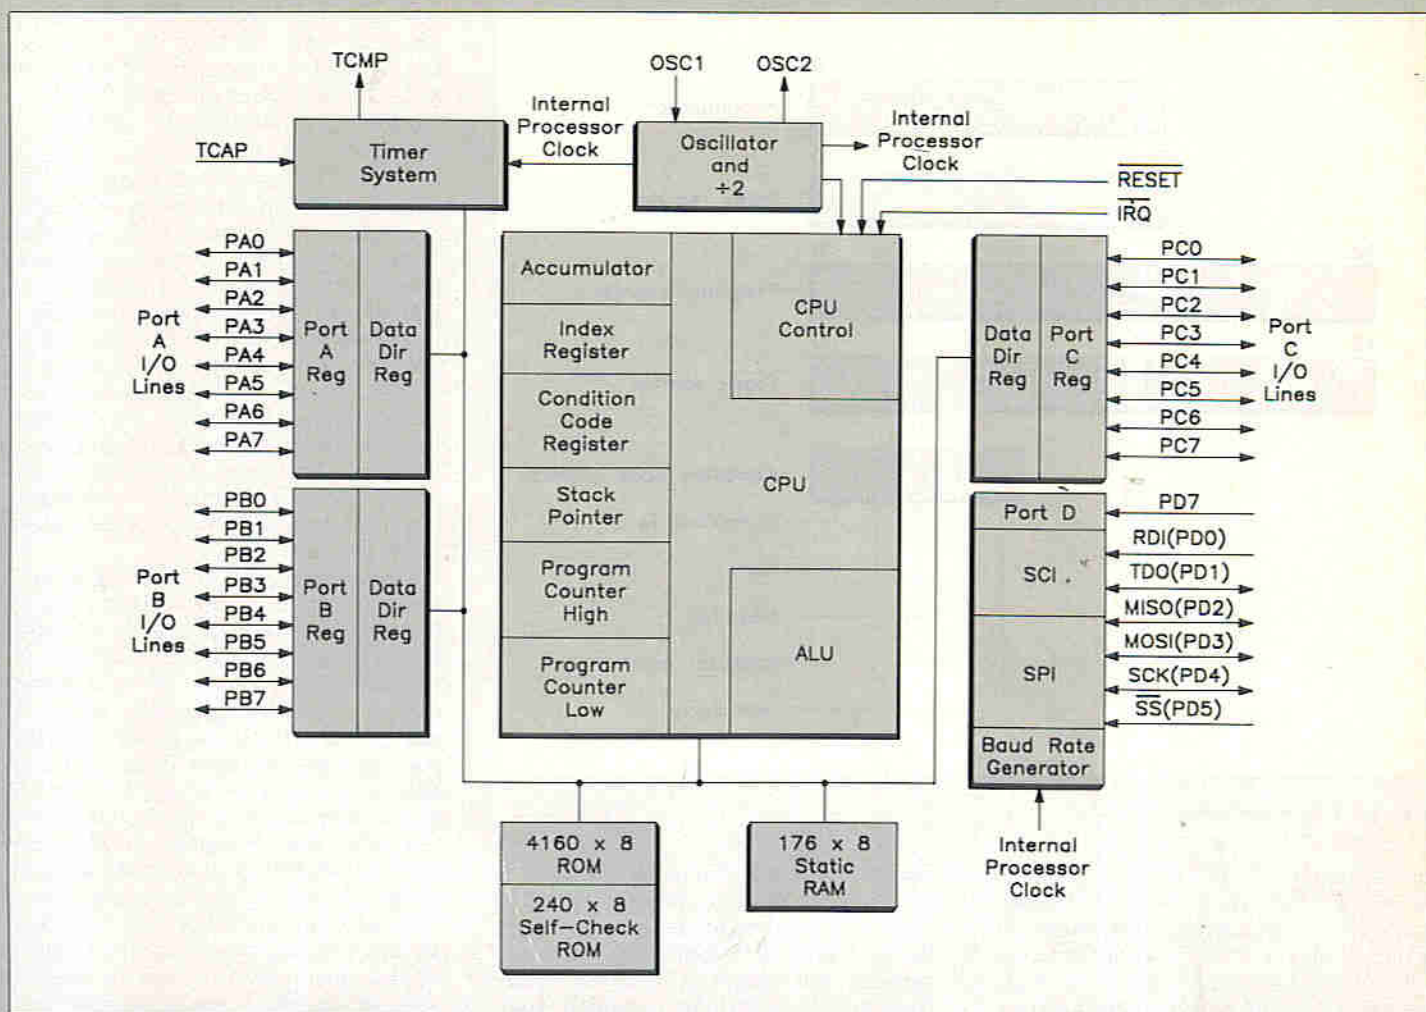 TCMP
OSC1
OSC2
Internal
Processor
Clock
Internal
Processor
Clock
TCAP
Timer
System
Oscillator
and
÷2
RESET
IRQ
PA0
PA1
PA2
PA3
PA4
PA5
PA6
PA7
Port
A
I/O
Lines
Port
A
Reg
Data
Dir
Reg
PB0
PB1
PB2
PB3
PB4
PB5
PB6
PB7
Port
B
I/O
Lines
Port
B
Reg
Data
Dir
Reg
Accumulator
Index
Register
Condition
Code
Register
Stack
Pointer
Program
Counter
High
Program
Counter
Low
CPU
Control
CPU
ALU
Data
Dir
Reg
Port
C
Reg
PC0
PC1
PC2
PC3
PC4
PC5
PC6
PC7
Port
C
I/O
Lines
Port D
SCI
SPI
Baud Rate
Generator
PD7
RDI(PD0)
TDO(PD1)
MISO(PD2)
MOSI(PD3)
SCK(PD4)
SS(PD5)
Internal
Processor
Clock
4160 x 8
ROM
240 x 8
Self-Check
ROM
176 x 8
Static
RAM